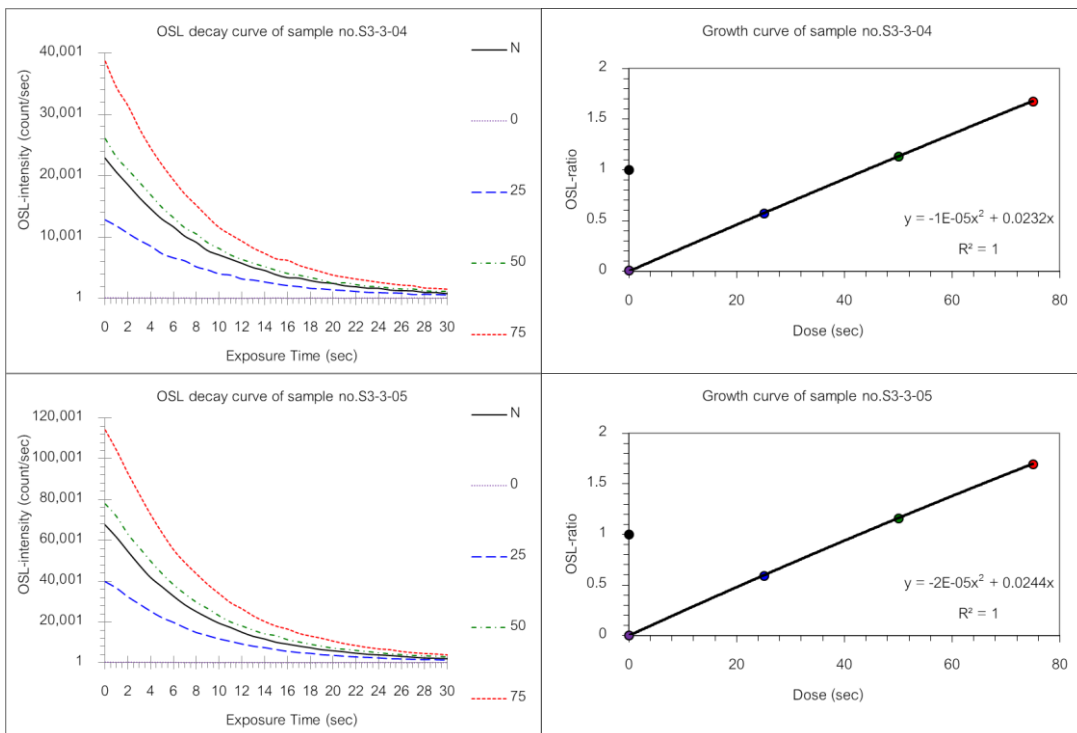 OSL decay curve of sample no.S3-3-04
OSL-intensity (count/sec)
40,001
30,001
20,001
10,001
1
0 2 4 6 8 10 12 14 16 18 20 22 24 26 28 30
Exposure Time (sec)
N
0
25
50
75
Growth curve of sample no.S3-3-04
OSL-ratio
2
1.5
1
0.5
0
0 20 40 60 80
Dose (sec)
y = -1E-05x² + 0.0232x
R² = 1
OSL decay curve of sample no.S3-3-05
OSL-intensity (count/sec)
120,001
100,001
80,001
60,001
40,001
20,001
1
0 2 4 6 8 10 12 14 16 18 20 22 24 26 28 30
Exposure Time (sec)
N
0
25
50
75
Growth curve of sample no.S3-3-05
OSL-ratio
2
1.5
1
0.5
0
0 20 40 60 80
Dose (sec)
y = -2E-05x² + 0.0244x
R² = 1